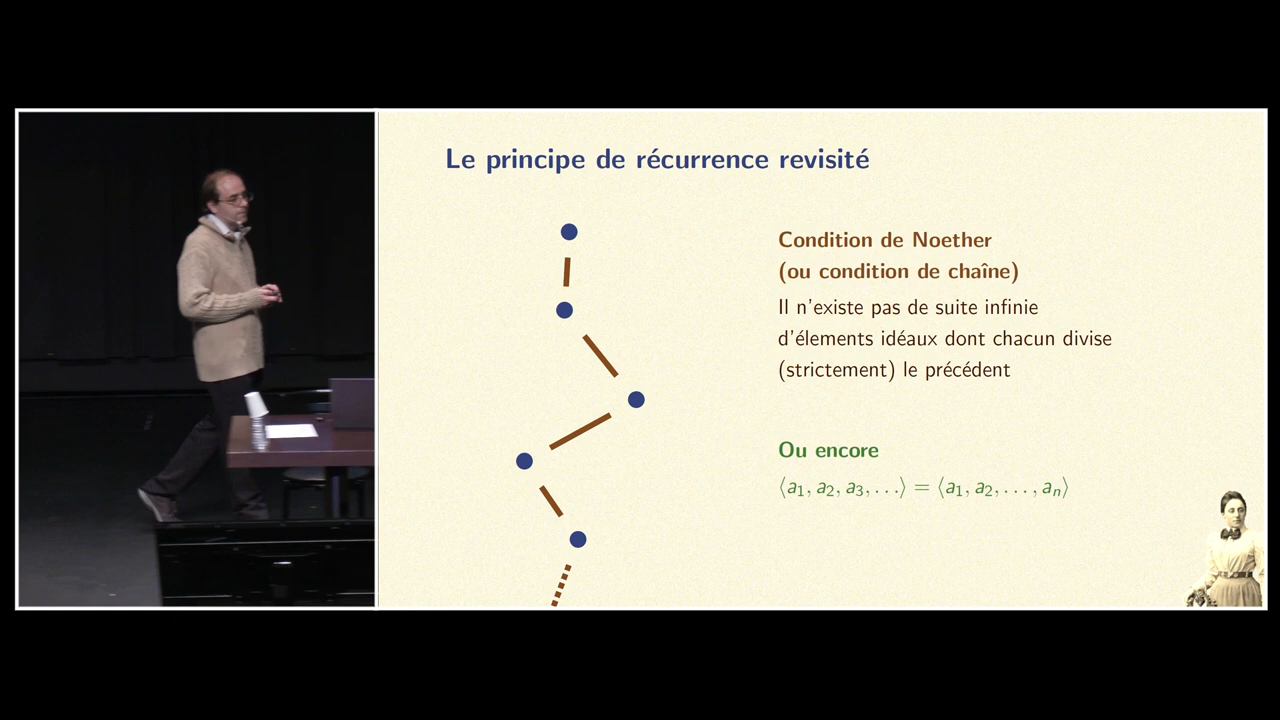 Le principe de récurrence revisité
Condition de Noether
(ou condition de chaîne)
Il n'existe pas de suite infinie
d'élements idéaux dont chacun divise
(strictement) le précédent
Ou encore
⟨a₁, a₂, a₃, . . .⟩ = ⟨a₁, a₂, . . . , aₙ⟩